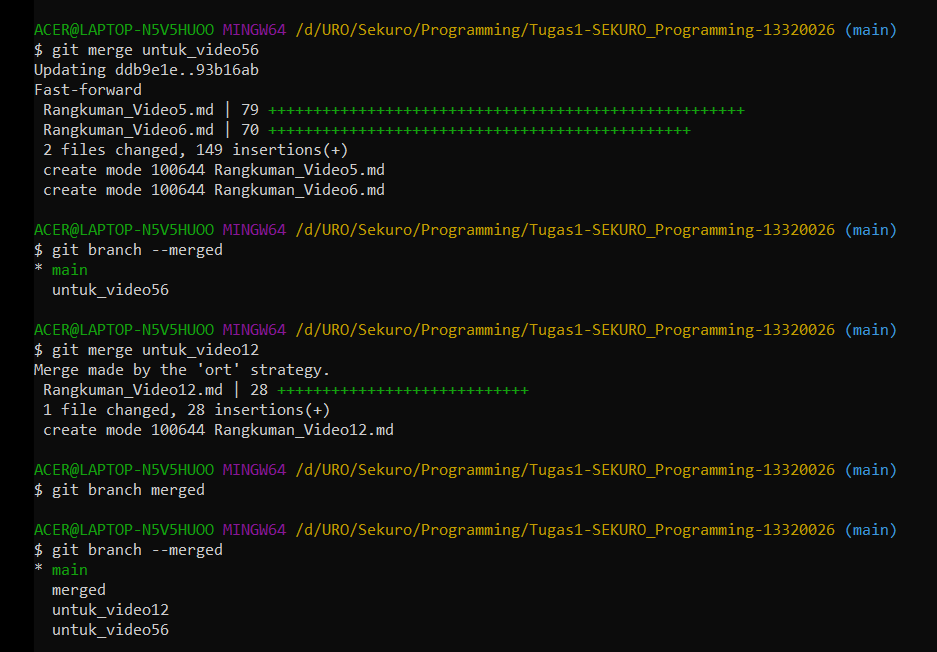 ACER@LAPTOP-N5V5HUOO MINGW64 /d/URO/Sekuro/Programming/Tugas1-SEKURO_Programming-13320026 (main)
$ git merge untuk_video56
Updating ddb9e1e..93b16ab
Fast-forward
 Rangkuman_Video5.md | 79 +++++++++++++++++++++++++++++++++++++++++++++++++++++
 Rangkuman_Video6.md | 70 +++++++++++++++++++++++++++++++++++++++++++++++
 2 files changed, 149 insertions(+)
 create mode 100644 Rangkuman_Video5.md
 create mode 100644 Rangkuman_Video6.md
ACER@LAPTOP-N5V5HUOO MINGW64 /d/URO/Sekuro/Programming/Tugas1-SEKURO_Programming-13320026 (main)
$ git branch --merged
* main
  untuk_video56
ACER@LAPTOP-N5V5HUOO MINGW64 /d/URO/Sekuro/Programming/Tugas1-SEKURO_Programming-13320026 (main)
$ git merge untuk_video12
Merge made by the 'ort' strategy.
 Rangkuman_Video12.md | 28 ++++++++++++++++++++++++++++
 1 file changed, 28 insertions(+)
 create mode 100644 Rangkuman_Video12.md
ACER@LAPTOP-N5V5HUOO MINGW64 /d/URO/Sekuro/Programming/Tugas1-SEKURO_Programming-13320026 (main)
$ git branch merged
ACER@LAPTOP-N5V5HUOO MINGW64 /d/URO/Sekuro/Programming/Tugas1-SEKURO_Programming-13320026 (main)
$ git branch --merged
* main
  merged
  untuk_video12
  untuk_video56